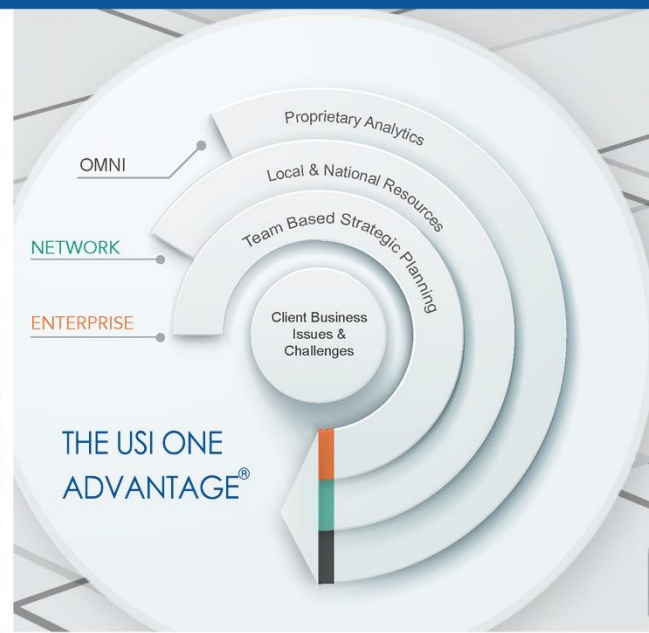 Proprietary Analytics
OMNI
Local & National Resources
Team Based Strategic Planning
NETWORK
ENTERPRISE
Client Business
Issues &
Challenges
THE USI ONE
ADVANTAGE®